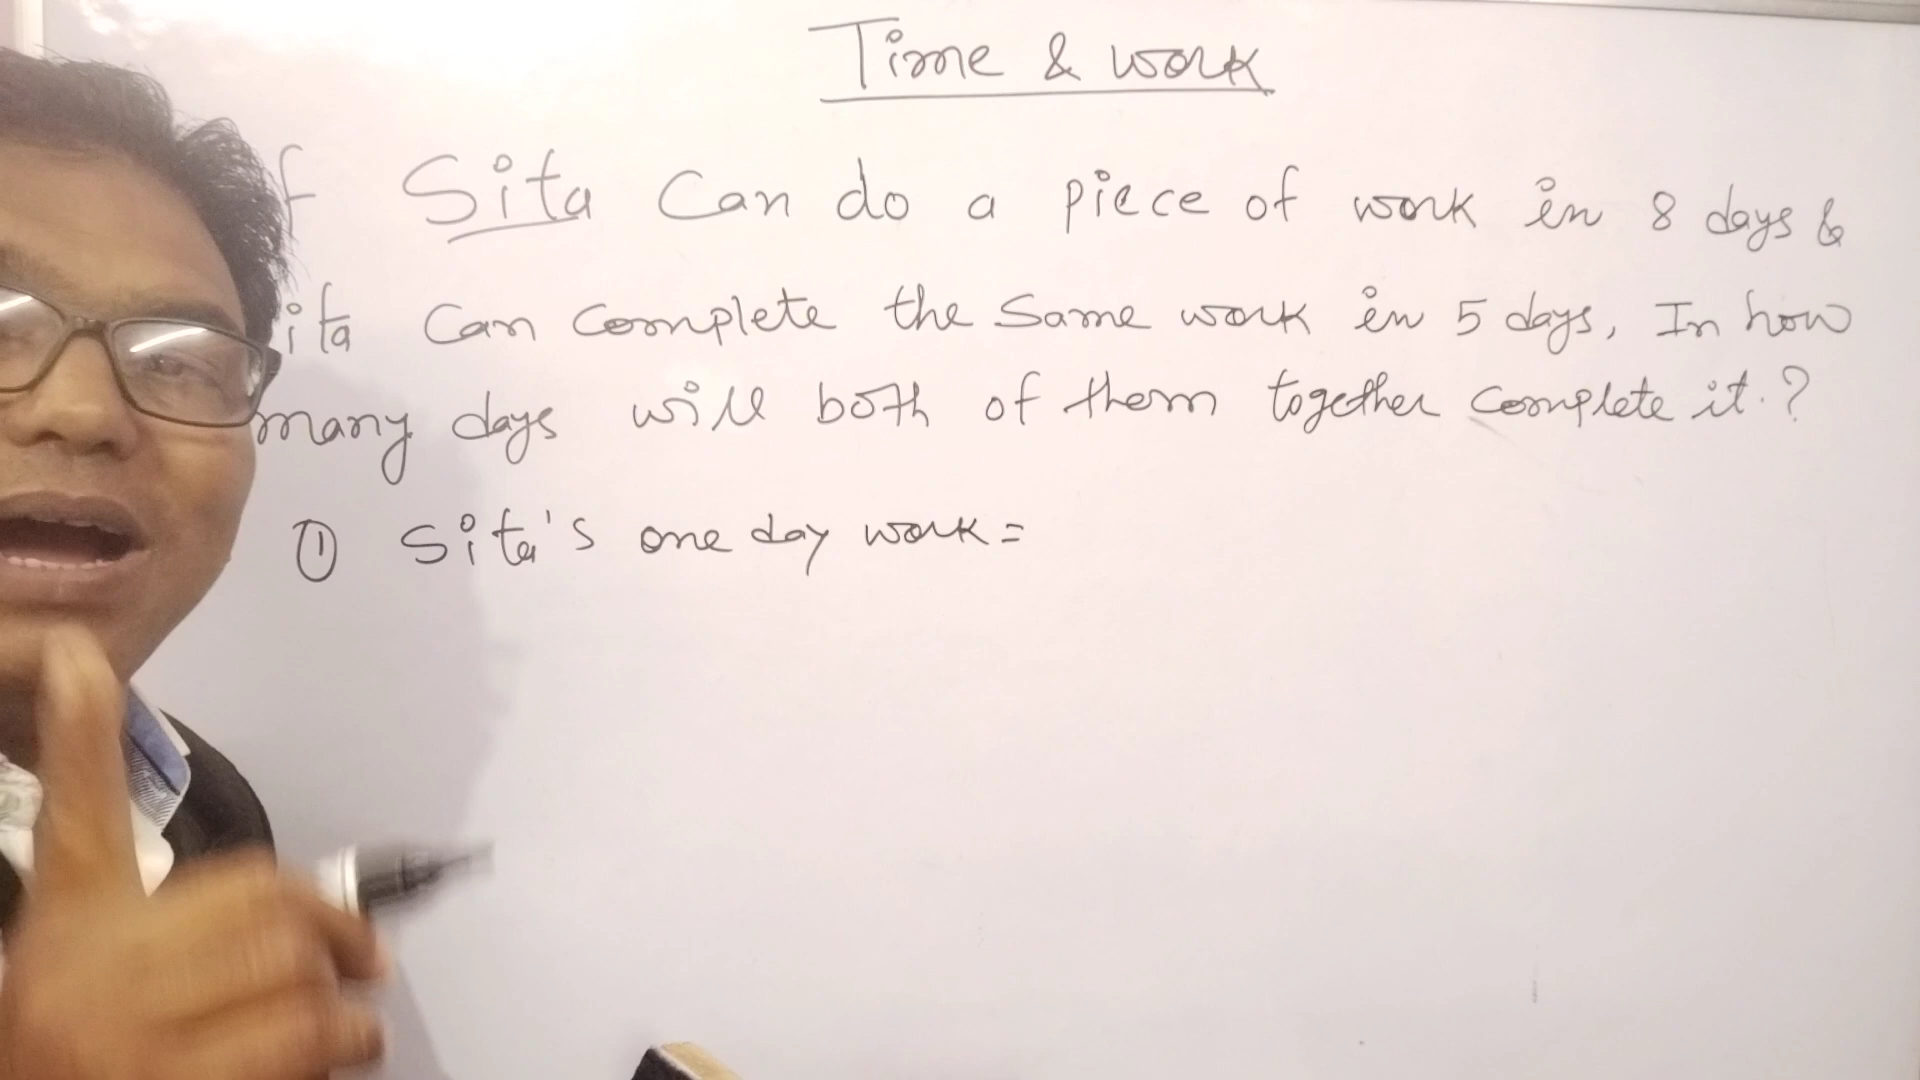 Time & work
f Sita can do a piece of work in 8 days &
ita can complete the same work in 5 days, In how
many days will both of them together complete it.?
① Sita's one day work =